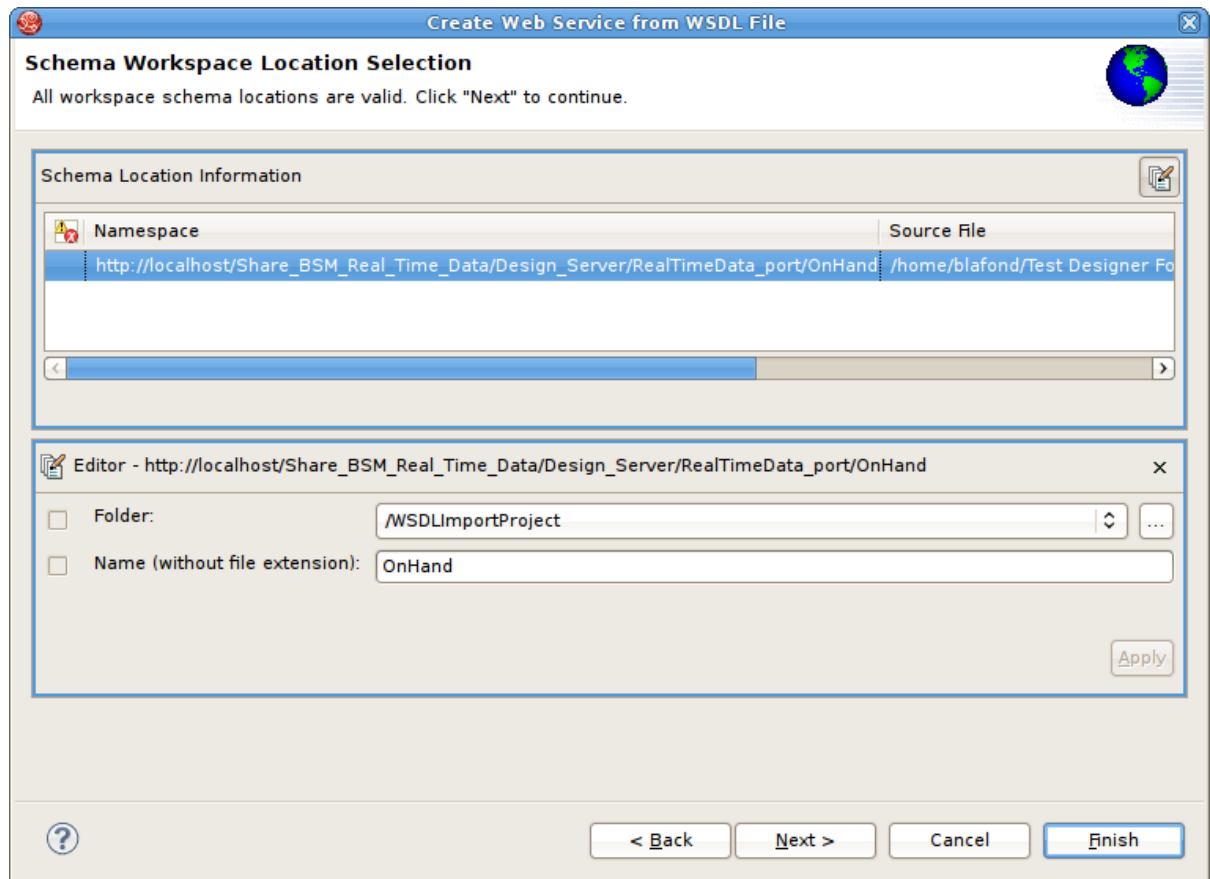 Create Web Service from WSDL File
Schema Workspace Location Selection
All workspace schema locations are valid. Click "Next" to continue.
Schema Location Information
Namespace Source File
http://localhost/Share_BSM_Real_Time_Data/Design_Server/RealTimeData_port/OnHand /home/blafond/Test Designer Fo
Editor - http://localhost/Share_BSM_Real_Time_Data/Design_Server/RealTimeData_port/OnHand
Folder: /WSDLImportProject ...
Name (without file extension): OnHand
Apply
< Back Next > Cancel Finish